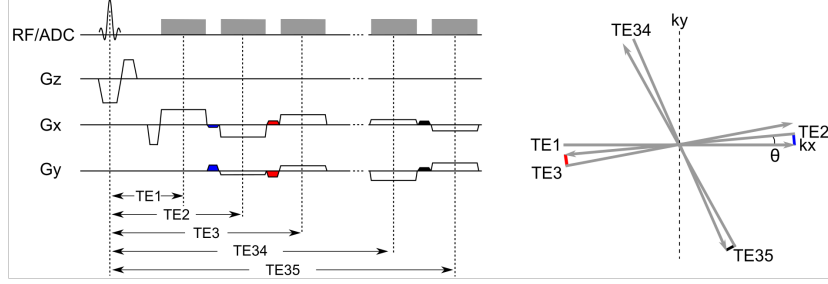 RF/ADC
Gz
Gx
Gy
TE1
TE2
TE3
TE34
TE35
ky
TE34
TE1
TE2
kx
θ
TE3
TE35